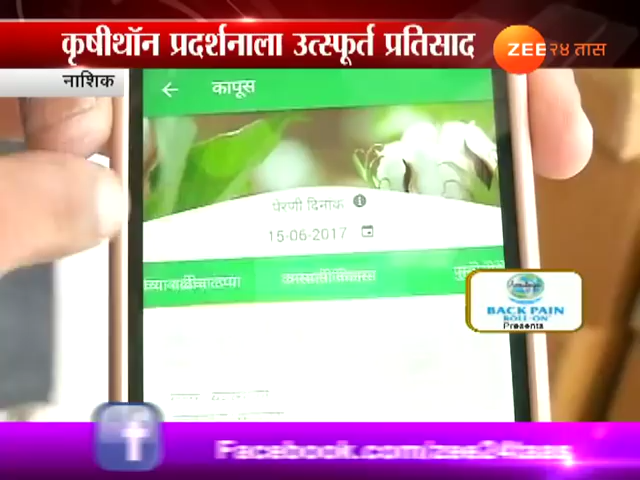 कृषीथॉन प्रदर्शनाला उत्स्फूर्त प्रतिसाद
ZEE २४ तास
नाशिक
कापूस
पेरणी दिनांक
15-06-2017
BACK PAIN
ROLL-ON
Presents
Facebook.com/zee24taas